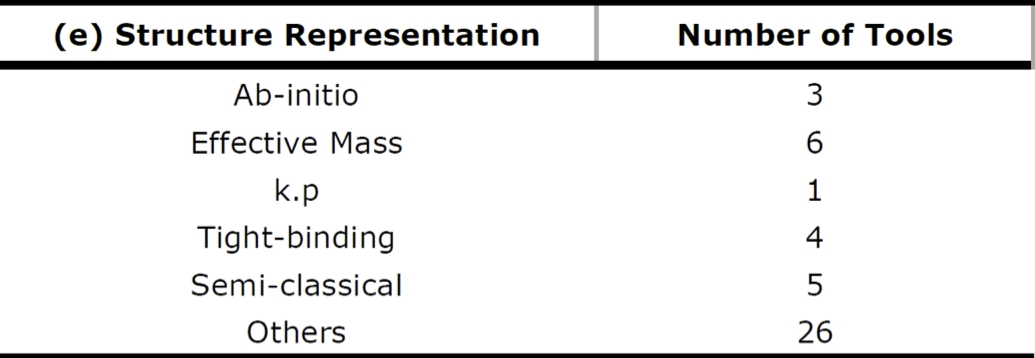 (e) Structure Representation Number of Tools
Ab-initio 3
Effective Mass 6
k.p 1
Tight-binding 4
Semi-classical 5
Others 26